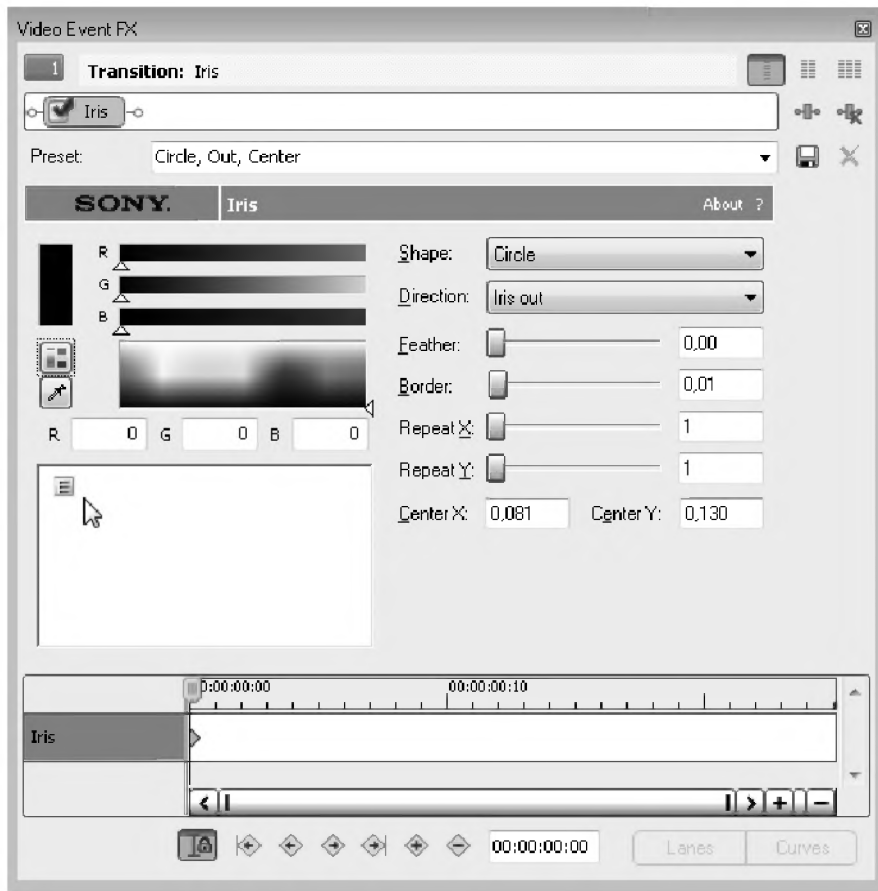 Video Event FX
1 Transition: Iris
Iris
Preset: Circle, Out, Center
SONY. Iris About ?
R
G
B
R 0 G 0 B 0
Shape: Circle
Direction: Iris out
Feather: 0,00
Border: 0,01
Repeat X: 1
Repeat Y: 1
Center X: 0,081 Center Y: 0,130
0:00:00:00 00:00:00:10
Iris
00:00:00:00 Lanes Curves